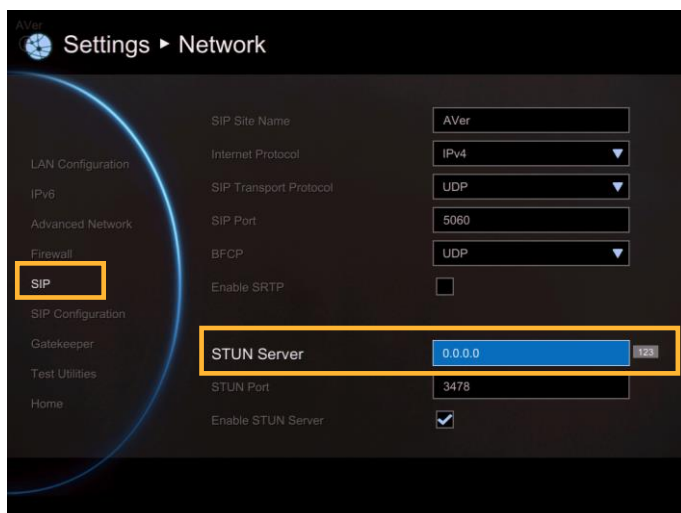 AVer
Settings ▸ Network
LAN Configuration
IPv6
Advanced Network
Firewall
SIP
SIP Configuration
Gatekeeper
Test Utilities
Home
SIP Site Name AVer
Internet Protocol IPv4
SIP Transport Protocol UDP
SIP Port 5060
BFCP UDP
Enable SRTP
STUN Server 0.0.0.0 123
STUN Port 3478
Enable STUN Server